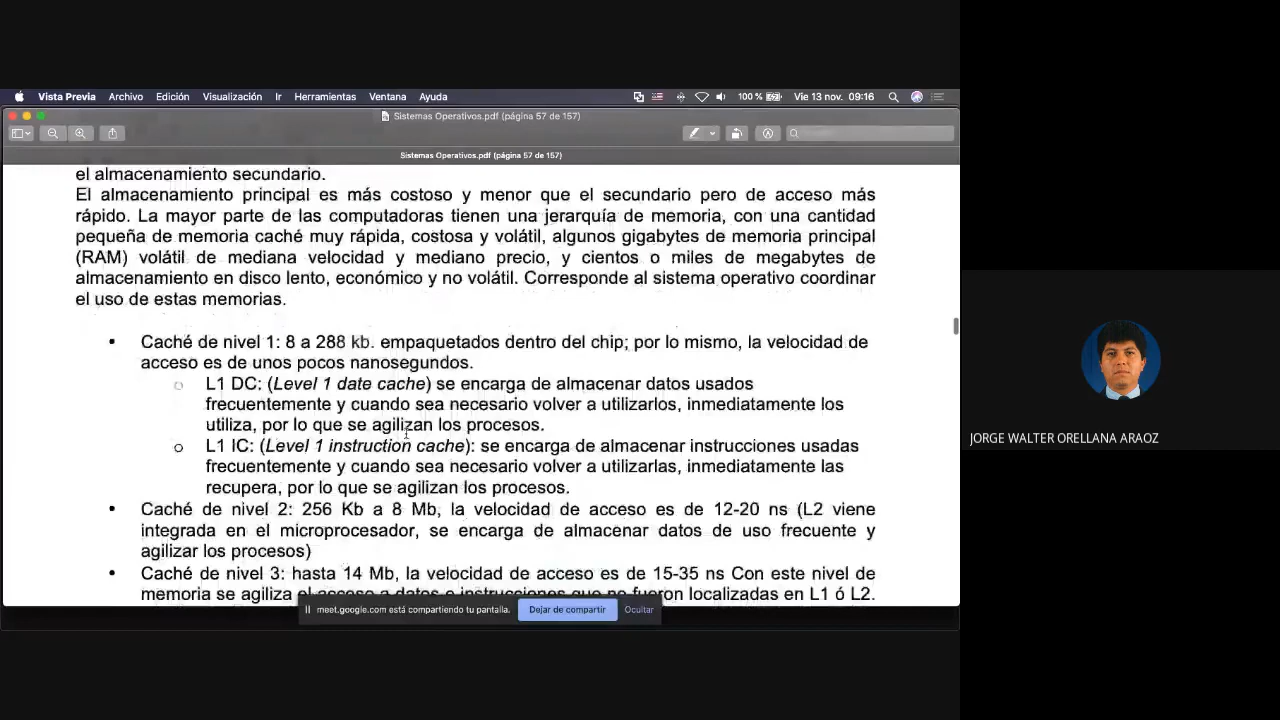 Vista Previa Archivo Edición Visualización Ir Herramientas Ventana Ayuda 100 % Vie 13 nov. 09:16
Sistemas Operativos.pdf (página 57 de 157)
Sistemas Operativos.pdf (página 57 de 157)
el almacenamiento secundario.
El almacenamiento principal es más costoso y menor que el secundario pero de acceso más
rápido. La mayor parte de las computadoras tienen una jerarquía de memoria, con una cantidad
pequeña de memoria caché muy rápida, costosa y volátil, algunos gigabytes de memoria principal
(RAM) volátil de mediana velocidad y mediano precio, y cientos o miles de megabytes de
almacenamiento en disco lento, económico y no volátil. Corresponde al sistema operativo coordinar
el uso de estas memorias.
• Caché de nivel 1: 8 a 288 kb. empaquetados dentro del chip; por lo mismo, la velocidad de
acceso es de unos pocos nanosegundos.
o L1 DC: (Level 1 date cache) se encarga de almacenar datos usados
frecuentemente y cuando sea necesario volver a utilizarlos, inmediatamente los
utiliza, por lo que se agilizan los procesos.
o L1 IC: (Level 1 instruction cache): se encarga de almacenar instrucciones usadas
frecuentemente y cuando sea necesario volver a utilizarlas, inmediatamente las
recupera, por lo que se agilizan los procesos.
• Caché de nivel 2: 256 Kb a 8 Mb, la velocidad de acceso es de 12-20 ns (L2 viene
integrada en el microprocesador, se encarga de almacenar datos de uso frecuente y
agilizar los procesos)
• Caché de nivel 3: hasta 14 Mb, la velocidad de acceso es de 15-35 ns Con este nivel de
memoria se agiliza el acceso a datos o instrucciones que no fueron localizadas en L1 ó L2.
meet.google.com está compartiendo tu pantalla. Dejar de compartir Ocultar
JORGE WALTER ORELLANA ARAOZ